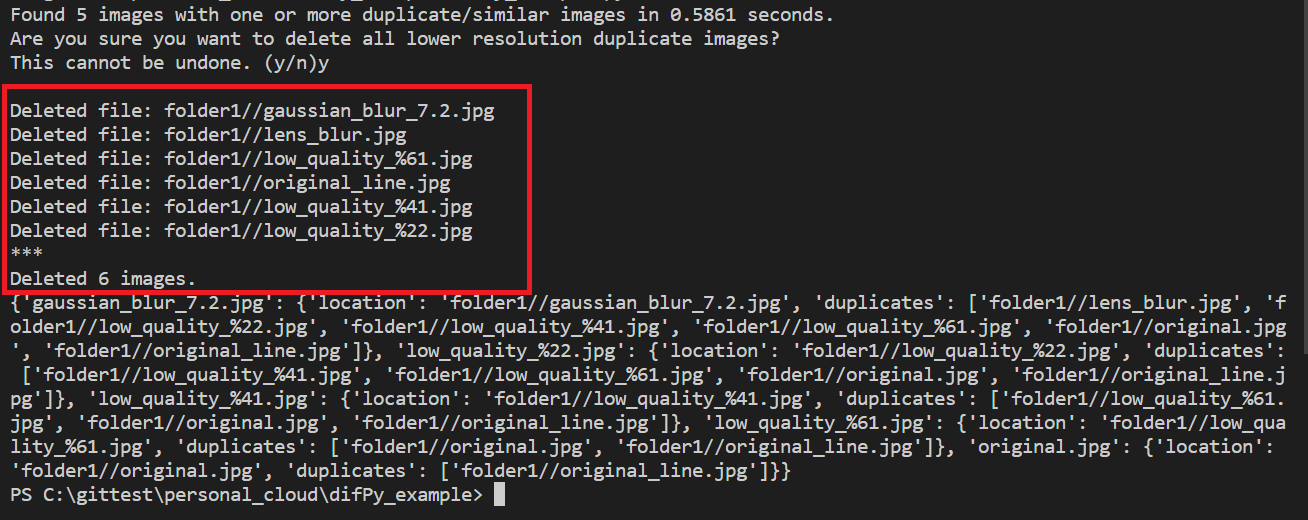 Found 5 images with one or more duplicate/similar images in 0.5861 seconds.
Are you sure you want to delete all lower resolution duplicate images?
This cannot be undone. (y/n)y
Deleted file: folder1//gaussian_blur_7.2.jpg
Deleted file: folder1//lens_blur.jpg
Deleted file: folder1//low_quality_%61.jpg
Deleted file: folder1//original_line.jpg
Deleted file: folder1//low_quality_%41.jpg
Deleted file: folder1//low_quality_%22.jpg
***
Deleted 6 images.
{'gaussian_blur_7.2.jpg': {'location': 'folder1//gaussian_blur_7.2.jpg', 'duplicates': ['folder1//lens_blur.jpg', 'f
older1//low_quality_%22.jpg', 'folder1//low_quality_%41.jpg', 'folder1//low_quality_%61.jpg', 'folder1//original.jpg
', 'folder1//original_line.jpg']}, 'low_quality_%22.jpg': {'location': 'folder1//low_quality_%22.jpg', 'duplicates':
 ['folder1//low_quality_%41.jpg', 'folder1//low_quality_%61.jpg', 'folder1//original.jpg', 'folder1//original_line.j
pg']}, 'low_quality_%41.jpg': {'location': 'folder1//low_quality_%41.jpg', 'duplicates': ['folder1//low_quality_%61.
jpg', 'folder1//original.jpg', 'folder1//original_line.jpg']}, 'low_quality_%61.jpg': {'location': 'folder1//low_qua
lity_%61.jpg', 'duplicates': ['folder1//original.jpg', 'folder1//original_line.jpg']}, 'original.jpg': {'location':
'folder1//original.jpg', 'duplicates': ['folder1//original_line.jpg']}}
PS C:\gittest\personal_cloud\difPy_example>